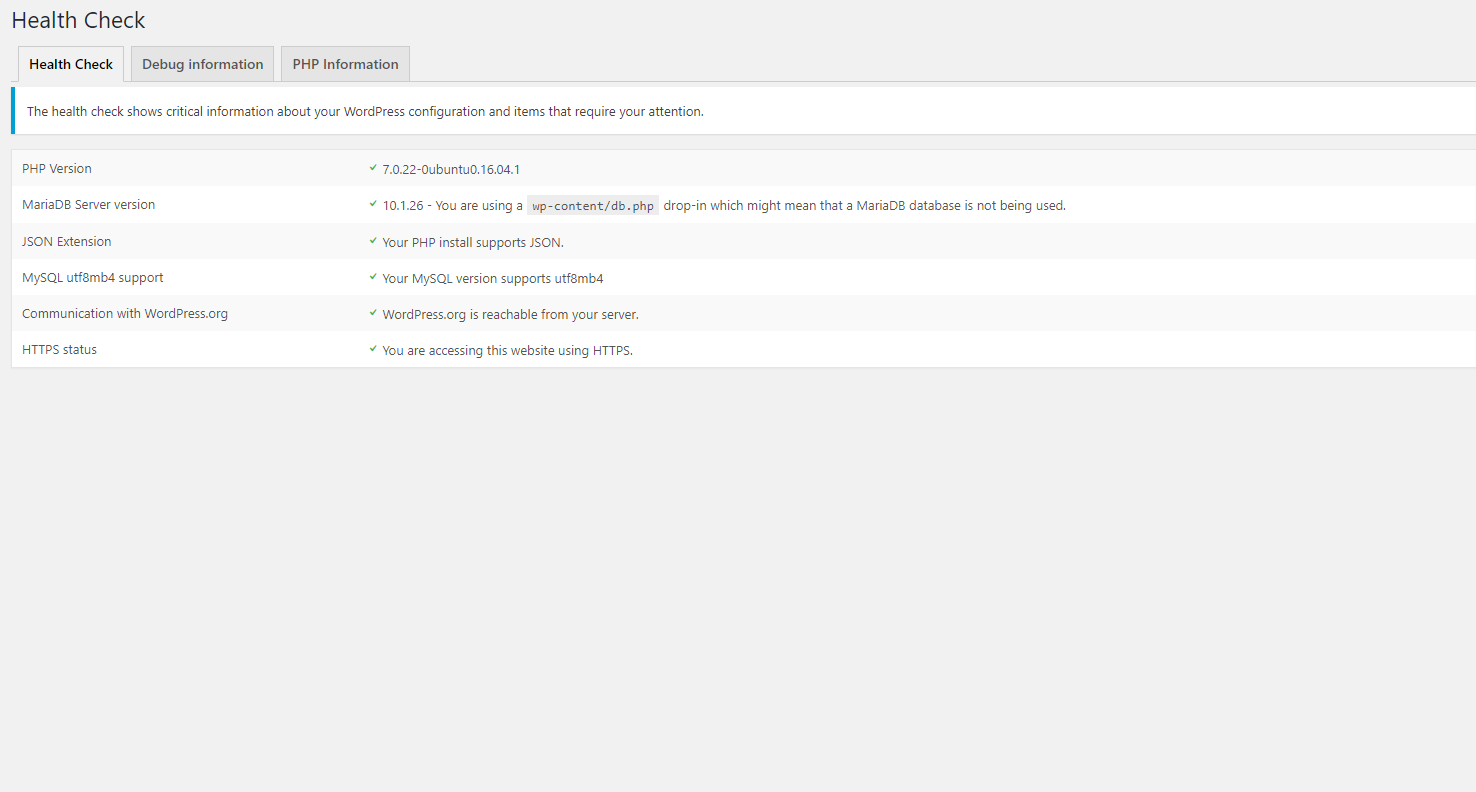 Health Check
Health Check Debug information PHP Information
The health check shows critical information about your WordPress configuration and items that require your attention.
PHP Version 7.0.22-0ubuntu0.16.04.1
MariaDB Server version 10.1.26 - You are using a wp-content/db.php drop-in which might mean that a MariaDB database is not being used.
JSON Extension Your PHP install supports JSON.
MySQL utf8mb4 support Your MySQL version supports utf8mb4
Communication with WordPress.org WordPress.org is reachable from your server.
HTTPS status You are accessing this website using HTTPS.